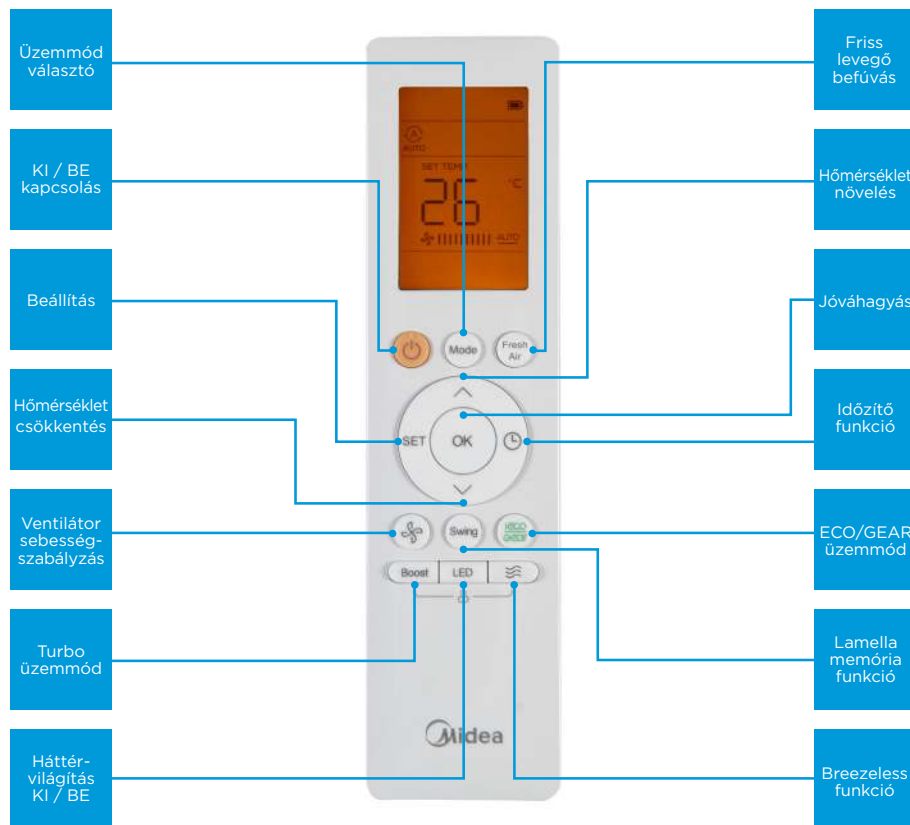 Üzemmód
választó
KI / BE
kapcsolás
Beállítás
Hőmérséklet
csökkentés
Ventilátor
sebesség-
szabályzás
Turbo
üzemmód
Háttér-
világítás
KI / BE
AUTO
SET TEMP.
26 °C
AUTO
Mode
Fresh
Air
SET
OK
Swing
ECO
GEAR
Boost
LED
Midea
Friss
levegő
befúvás
Hőmérséklet
növelés
Jóváhagyás
Időzítő
funkció
ECO/GEAR
üzemmód
Lamella
memória
funkció
Breezeless
funkció